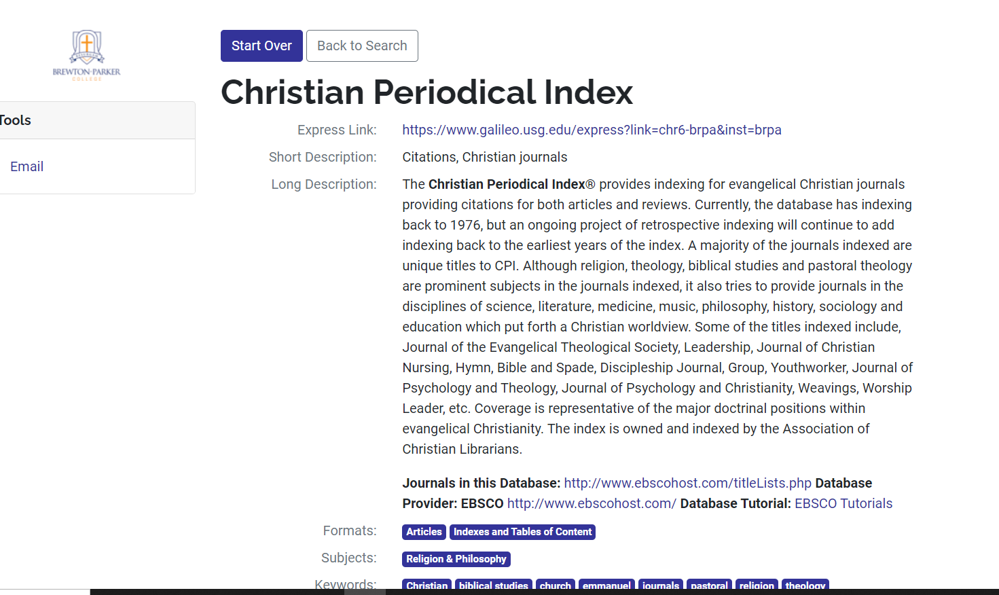 BREWTON-PARKER
COLLEGE
Tools
Email
Start Over Back to Search
Christian Periodical Index
Express Link: https://www.galileo.usg.edu/express?link=chr6-brpa&inst=brpa
Short Description: Citations, Christian journals
Long Description: The Christian Periodical Index® provides indexing for evangelical Christian journals
providing citations for both articles and reviews. Currently, the database has indexing
back to 1976, but an ongoing project of retrospective indexing will continue to add
indexing back to the earliest years of the index. A majority of the journals indexed are
unique titles to CPI. Although religion, theology, biblical studies and pastoral theology
are prominent subjects in the journals indexed, it also tries to provide journals in the
disciplines of science, literature, medicine, music, philosophy, history, sociology and
education which put forth a Christian worldview. Some of the titles indexed include,
Journal of the Evangelical Theological Society, Leadership, Journal of Christian
Nursing, Hymn, Bible and Spade, Discipleship Journal, Group, Youthworker, Journal of
Psychology and Theology, Journal of Psychology and Christianity, Weavings, Worship
Leader, etc. Coverage is representative of the major doctrinal positions within
evangelical Christianity. The index is owned and indexed by the Association of
Christian Librarians.
Journals in this Database: http://www.ebscohost.com/titleLists.php Database
Provider: EBSCO http://www.ebscohost.com/ Database Tutorial: EBSCO Tutorials
Formats: Articles Indexes and Tables of Content
Subjects: Religion & Philosophy
Keywords: Christian biblical studies church emmanuel journals pastoral religion theology